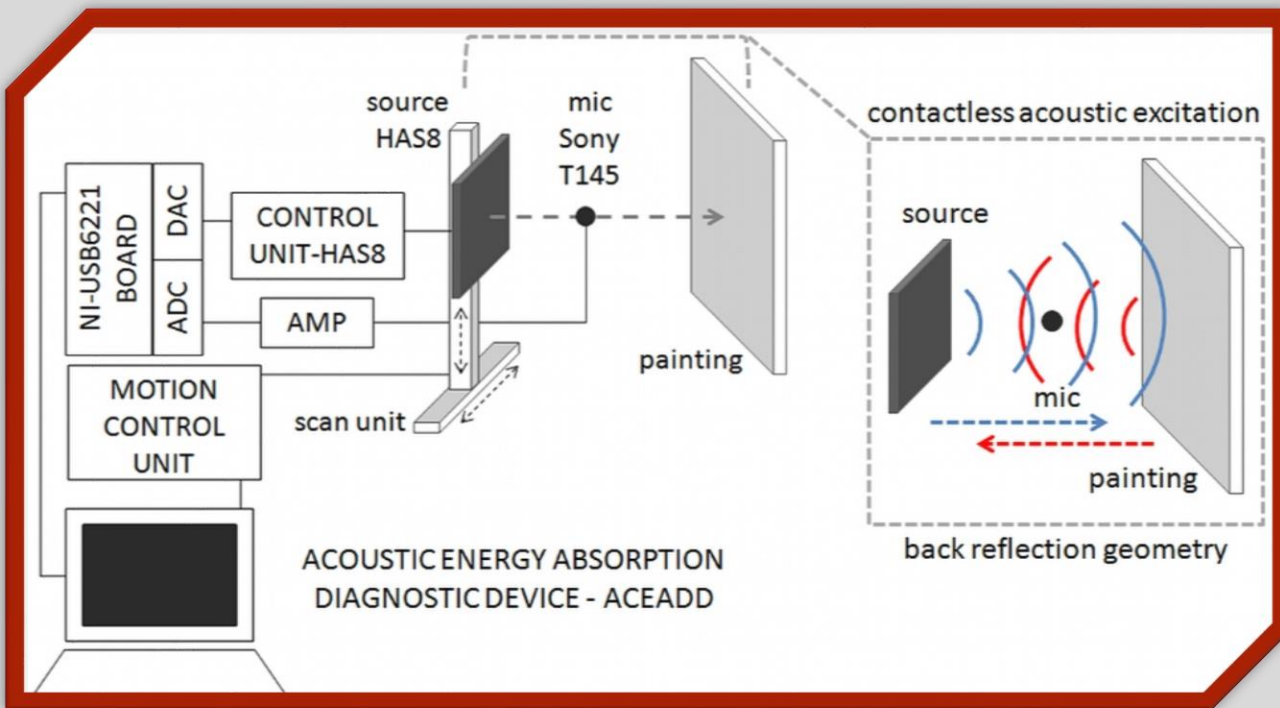 source
HAS8
mic
Sony
T145
contactless acoustic excitation
NI-USB6221
BOARD
DAC
ADC
CONTROL
UNIT-HAS8
AMP
source
mic
painting
painting
MOTION
CONTROL
UNIT
scan unit
back reflection geometry
ACOUSTIC ENERGY ABSORPTION
DIAGNOSTIC DEVICE - ACEADD